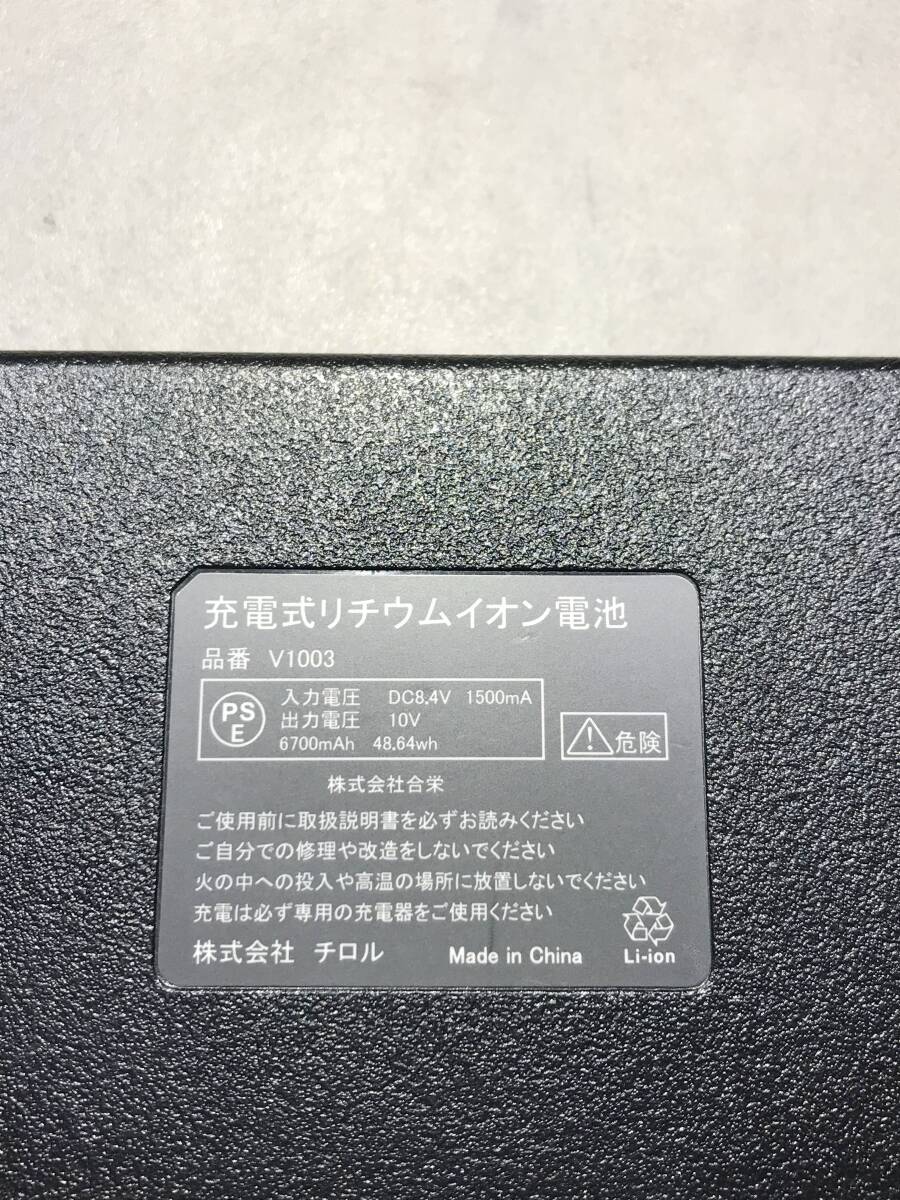 充電式リチウムイオン電池
品番 V1003
PSE
入力電圧 DC8.4V 1500mA
出力電圧 10V
6700mAh 48.64wh
危険
株式会社合栄
ご使用前に取扱説明書を必ずお読みください
ご自分での修理や改造をしないでください
火の中への投入や高温の場所に放置しないでください
充電は必ず専用の充電器をご使用ください
株式会社 チロル Made in China Li-ion